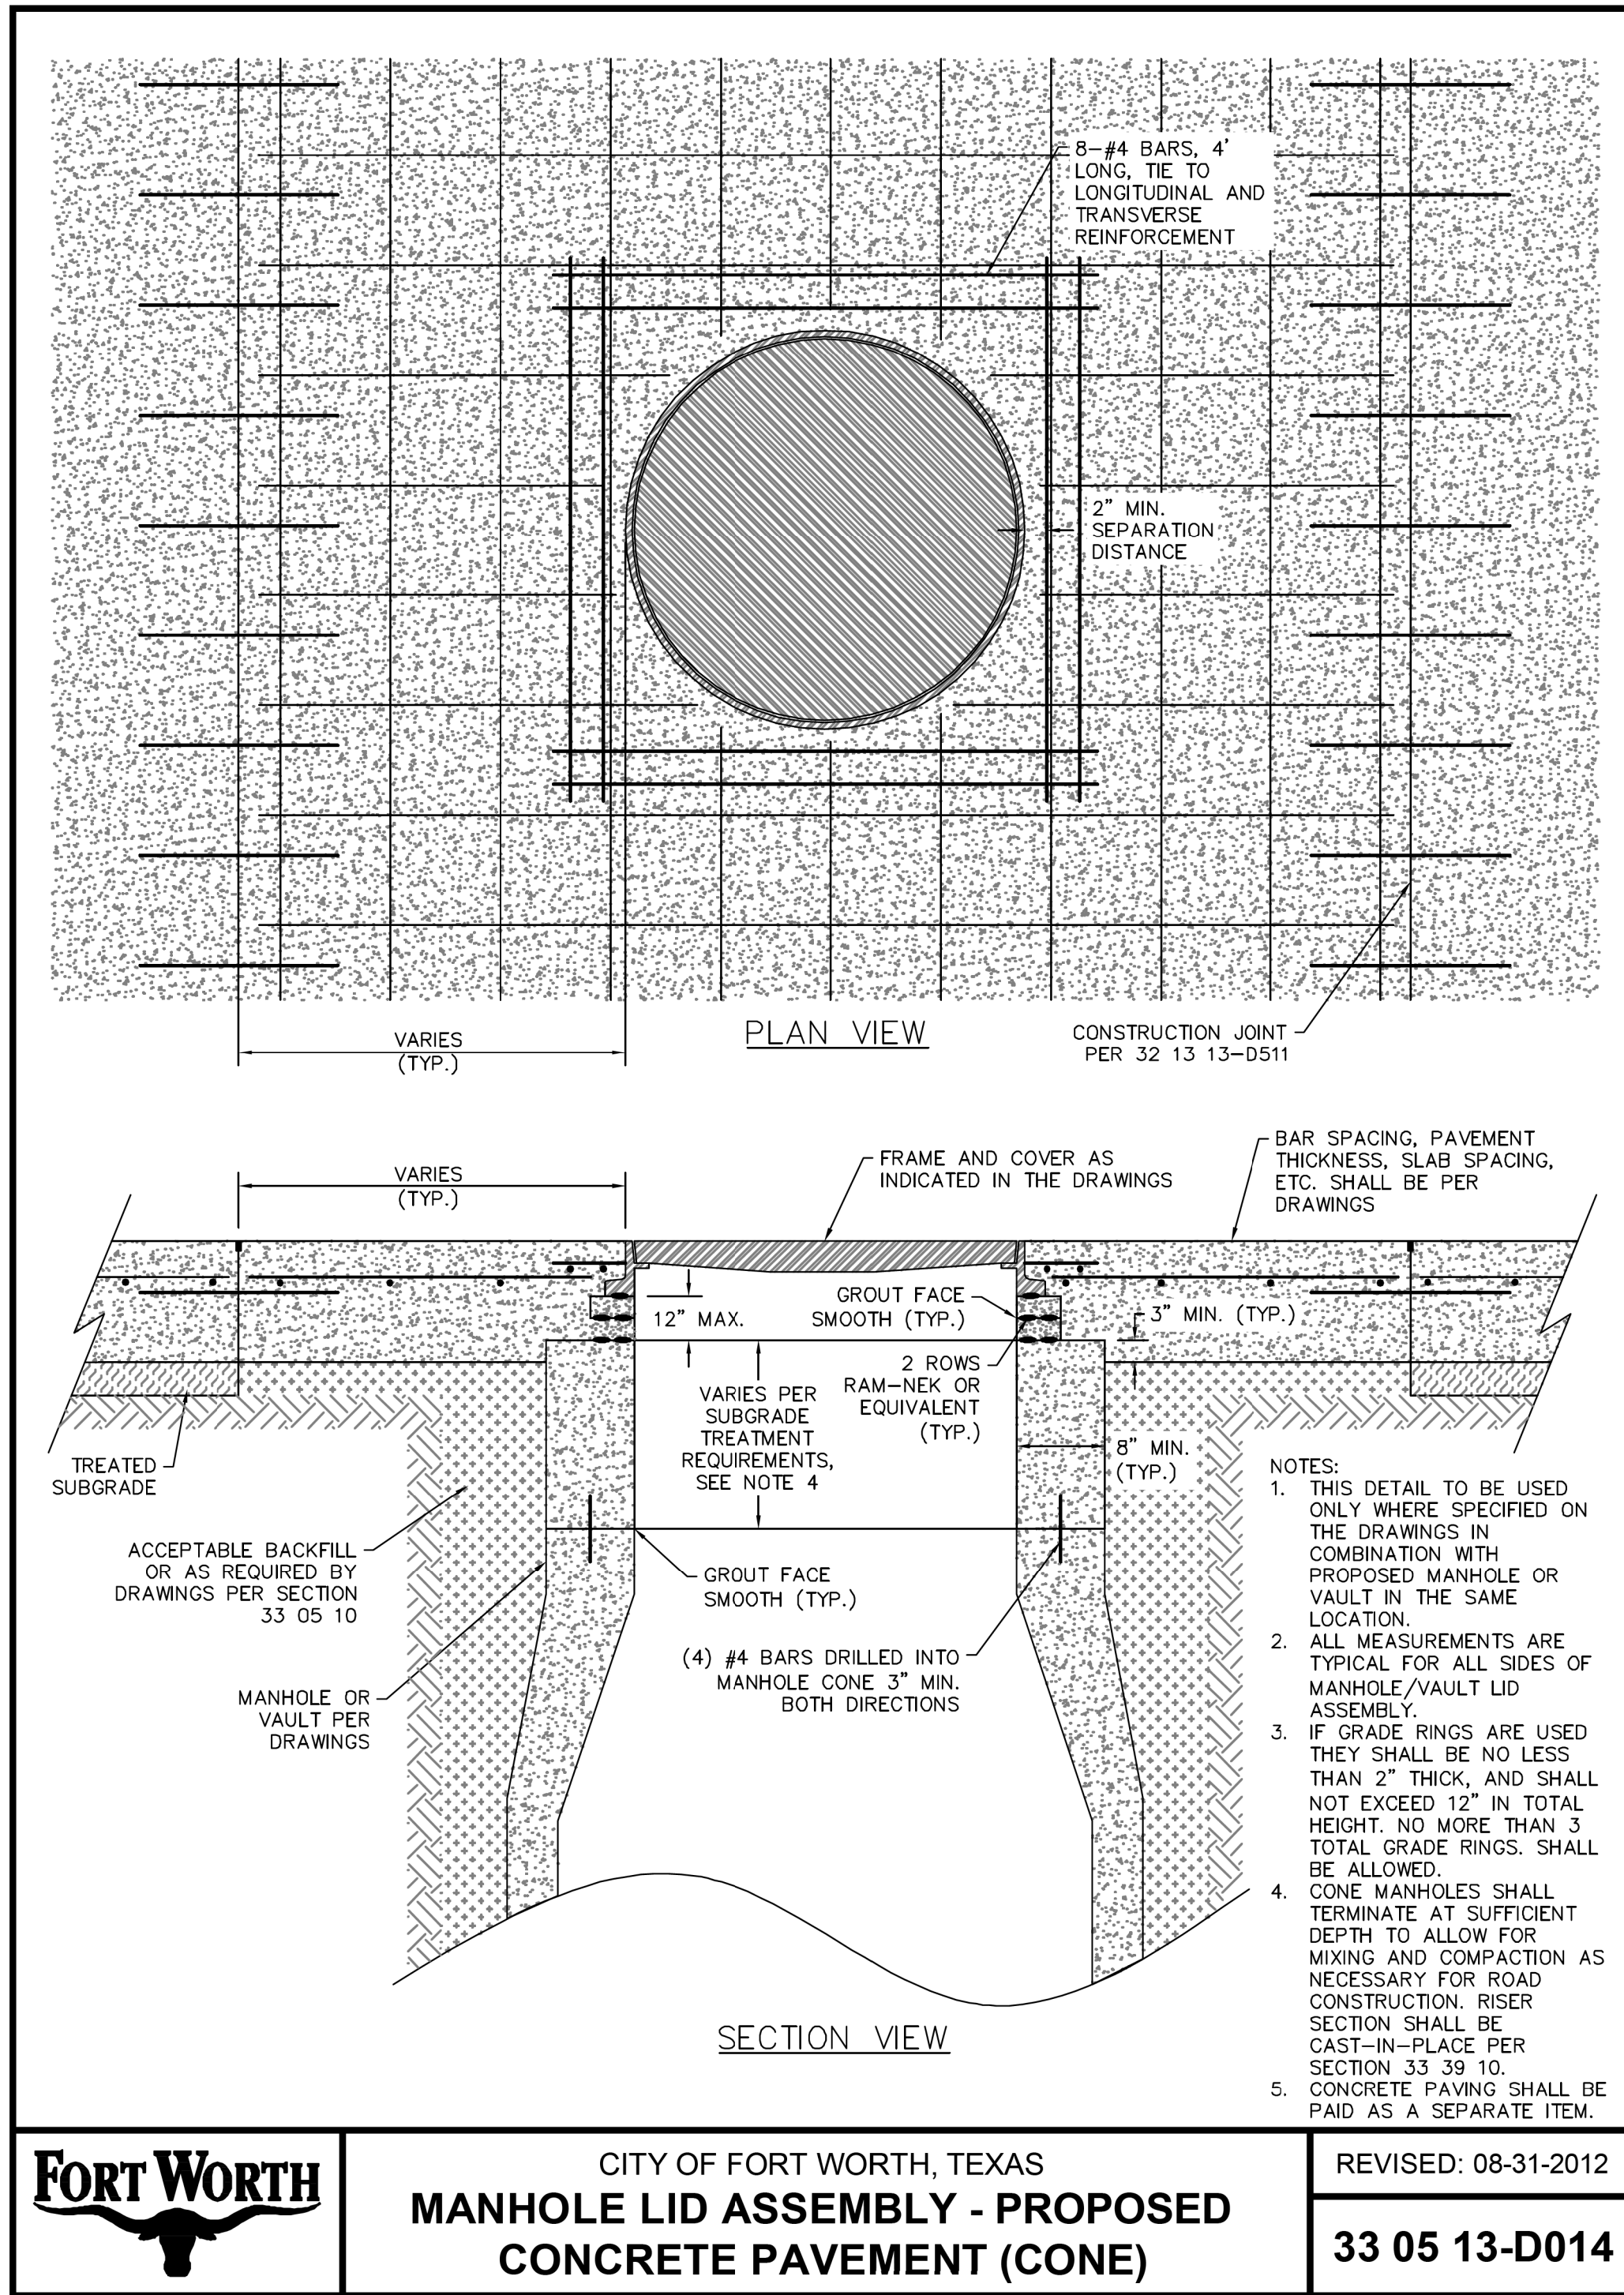 8-#4 BARS, 4'
LONG, TIE TO
LONGITUDINAL AND
TRANSVERSE
REINFORCEMENT
2" MIN.
SEPARATION
DISTANCE
VARIES
(TYP.)
PLAN VIEW
CONSTRUCTION JOINT
PER 32 13 13-D511
VARIES
(TYP.)
FRAME AND COVER AS
INDICATED IN THE DRAWINGS
BAR SPACING, PAVEMENT
THICKNESS, SLAB SPACING,
ETC. SHALL BE PER
DRAWINGS
12" MAX.
GROUT FACE
SMOOTH (TYP.)
3" MIN. (TYP.)
2 ROWS
RAM-NEK OR
EQUIVALENT
(TYP.)
VARIES PER
SUBGRADE
TREATMENT
REQUIREMENTS,
SEE NOTE 4
8" MIN.
(TYP.)
TREATED
SUBGRADE
ACCEPTABLE BACKFILL
OR AS REQUIRED BY
DRAWINGS PER SECTION
33 05 10
GROUT FACE
SMOOTH (TYP.)
(4) #4 BARS DRILLED INTO
MANHOLE CONE 3" MIN.
BOTH DIRECTIONS
MANHOLE OR
VAULT PER
DRAWINGS
SECTION VIEW
NOTES:
1. THIS DETAIL TO BE USED
ONLY WHERE SPECIFIED ON
THE DRAWINGS IN
COMBINATION WITH
PROPOSED MANHOLE OR
VAULT IN THE SAME
LOCATION.
2. ALL MEASUREMENTS ARE
TYPICAL FOR ALL SIDES OF
MANHOLE/VAULT LID
ASSEMBLY.
3. IF GRADE RINGS ARE USED
THEY SHALL BE NO LESS
THAN 2" THICK, AND SHALL
NOT EXCEED 12" IN TOTAL
HEIGHT. NO MORE THAN 3
TOTAL GRADE RINGS. SHALL
BE ALLOWED.
4. CONE MANHOLES SHALL
TERMINATE AT SUFFICIENT
DEPTH TO ALLOW FOR
MIXING AND COMPACTION AS
NECESSARY FOR ROAD
CONSTRUCTION. RISER
SECTION SHALL BE
CAST-IN-PLACE PER
SECTION 33 39 10.
5. CONCRETE PAVING SHALL BE
PAID AS A SEPARATE ITEM.
FORT WORTH
CITY OF FORT WORTH, TEXAS
MANHOLE LID ASSEMBLY - PROPOSED
CONCRETE PAVEMENT (CONE)
REVISED: 08-31-2012
33 05 13-D014